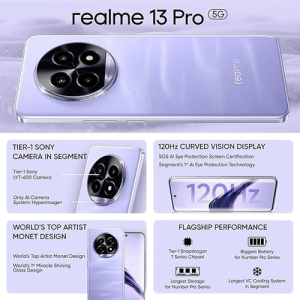 realme 13 Pro 5G
realme
TIER-1 SONY
CAMERA IN SEGMENT
Tier-1 Sony
LYT-600 Camera
Only AI Camera
System: HyperImage+
120Hz CURVED VISION DISPLAY
SGS AI Eye Protection Screen Certification
Segment's 1st AI Eye Protection Technology
120Hz
WORLD'S TOP ARTIST
MONET DESIGN
World's Top Artist Monet Design
World's 1st Miracle Shining
Glass Design
FLAGSHIP PERFORMANCE
Tier-1 Snapdragon
7 Series Chipset
Biggest Battery for
Number Series Pro
Largest Storage for
Number Pro Series
Largest VC Cooling System
in Segment